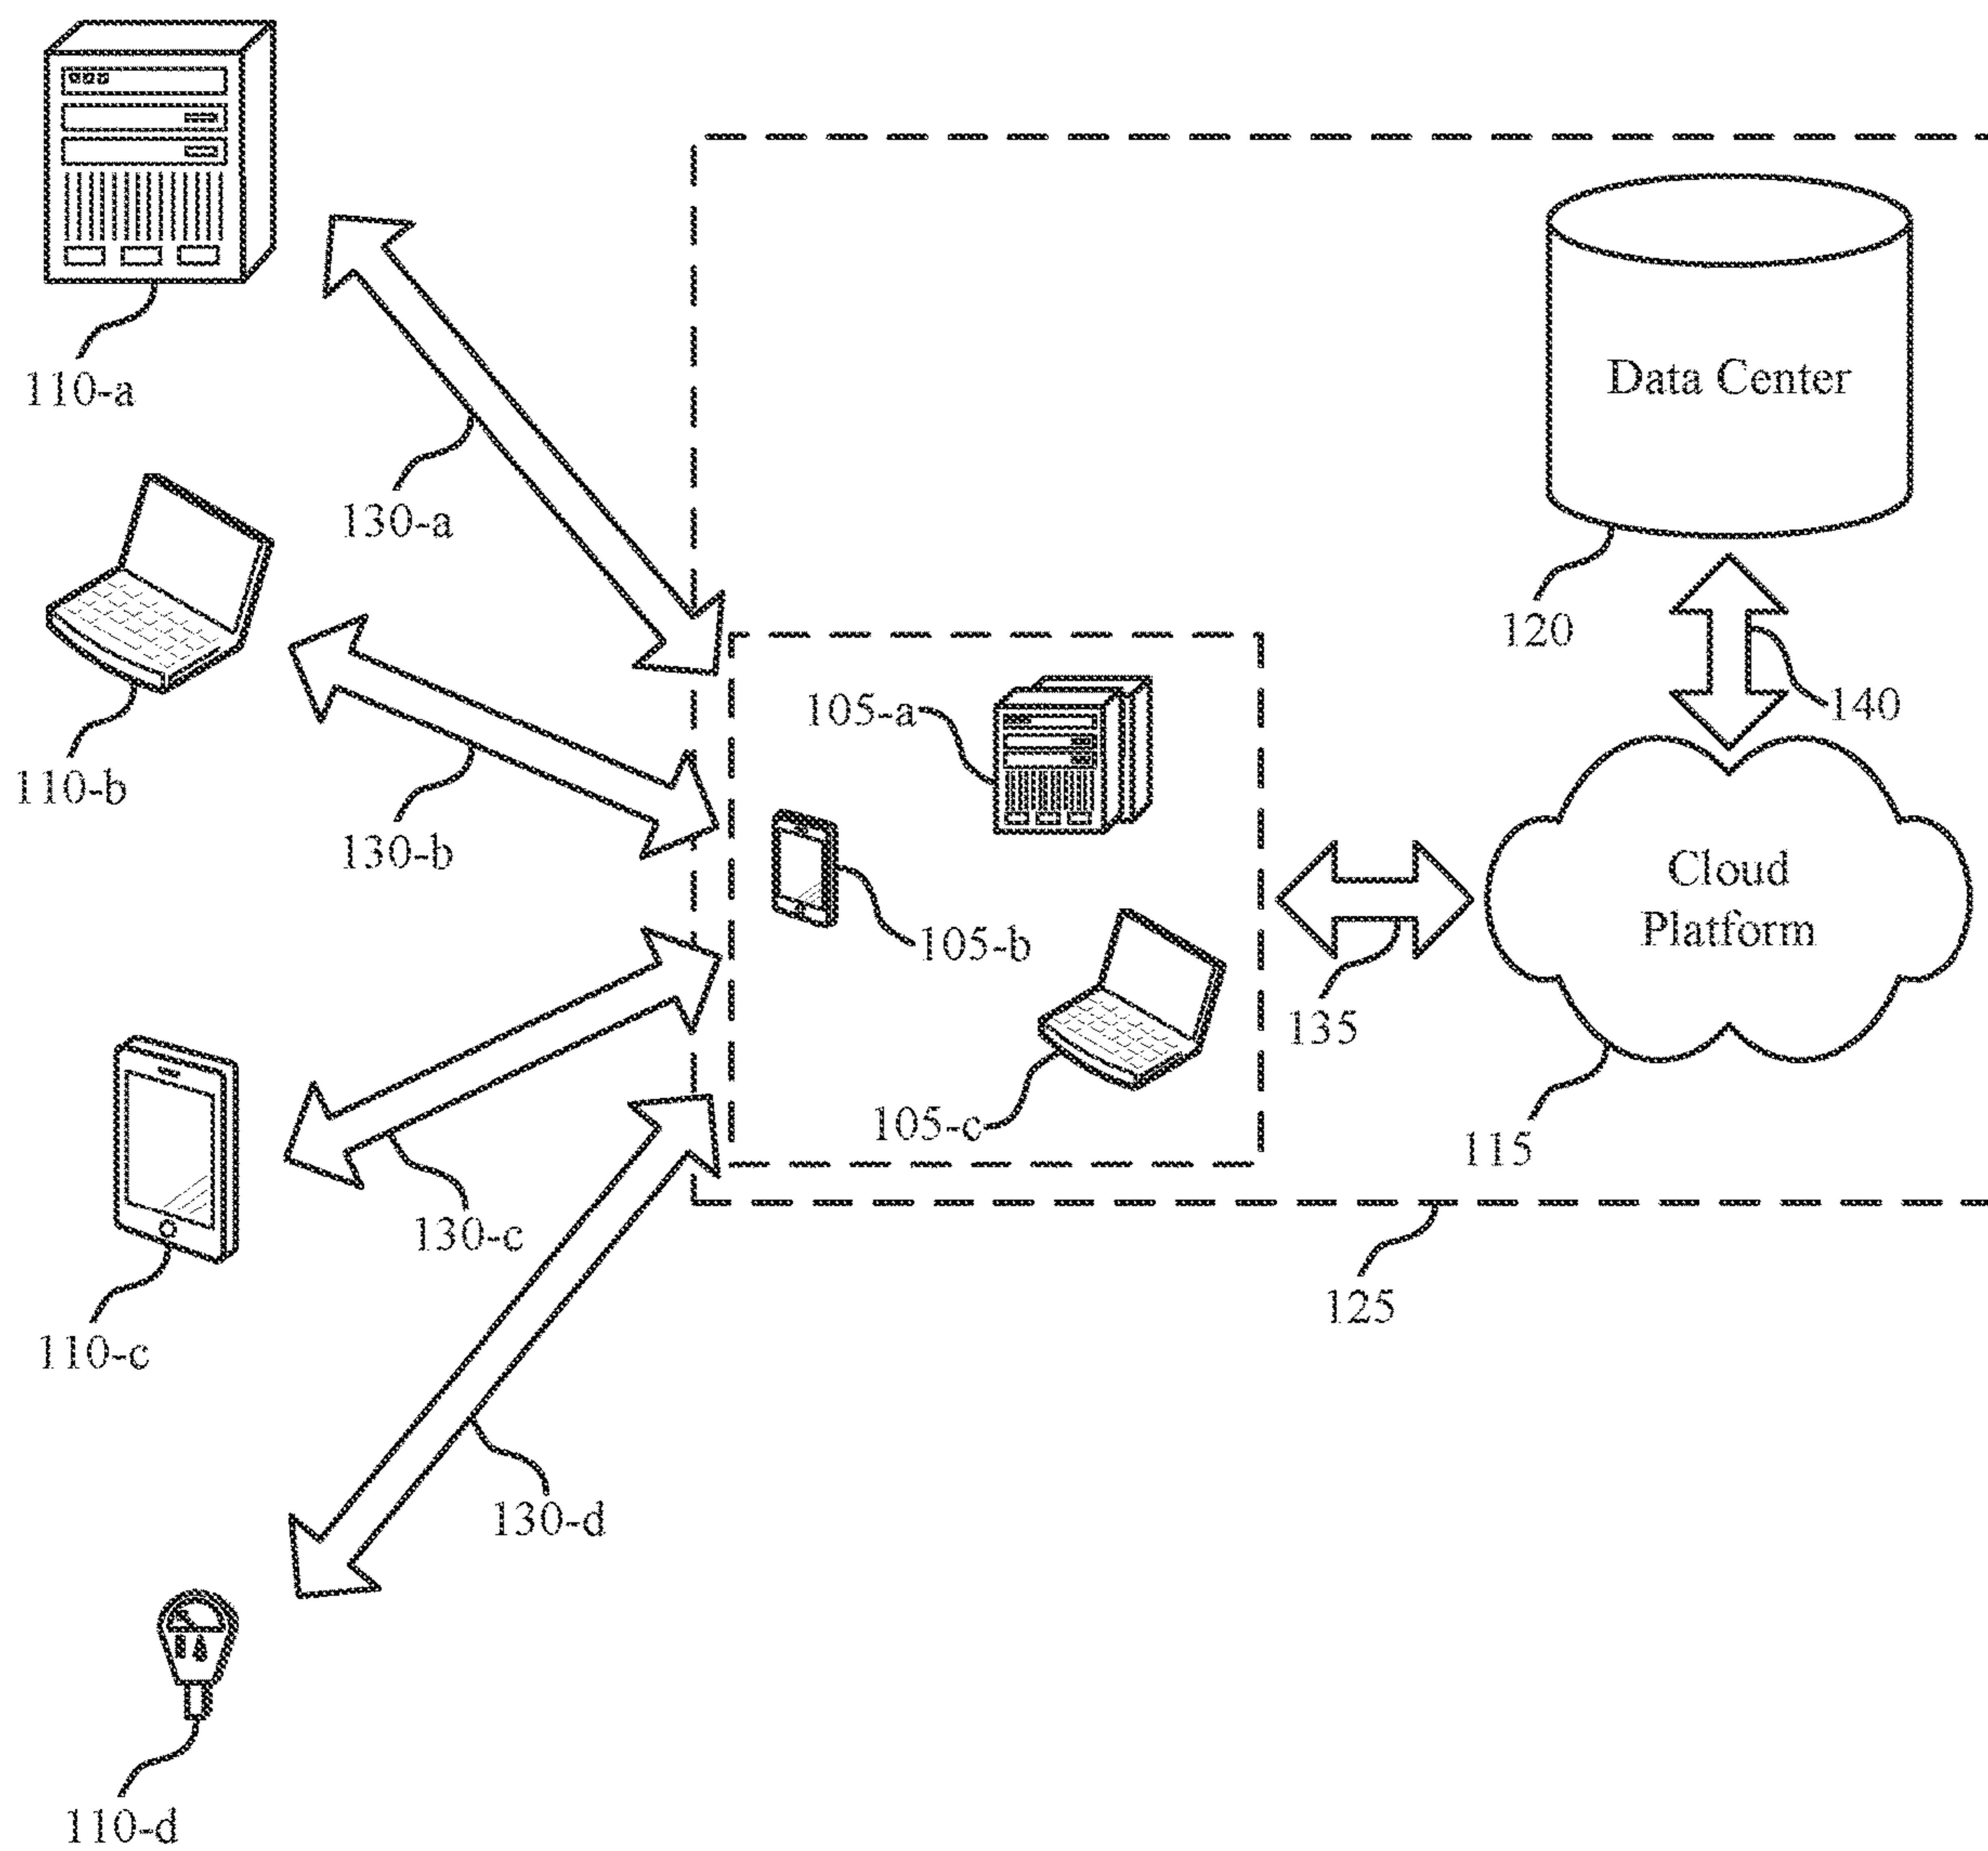 110-a
130-a
Data Center
120
110-b
130-b
105-a
140
105-b
Cloud
Platform
135
105-c
115
130-c
125
110-c
130-d
110-d